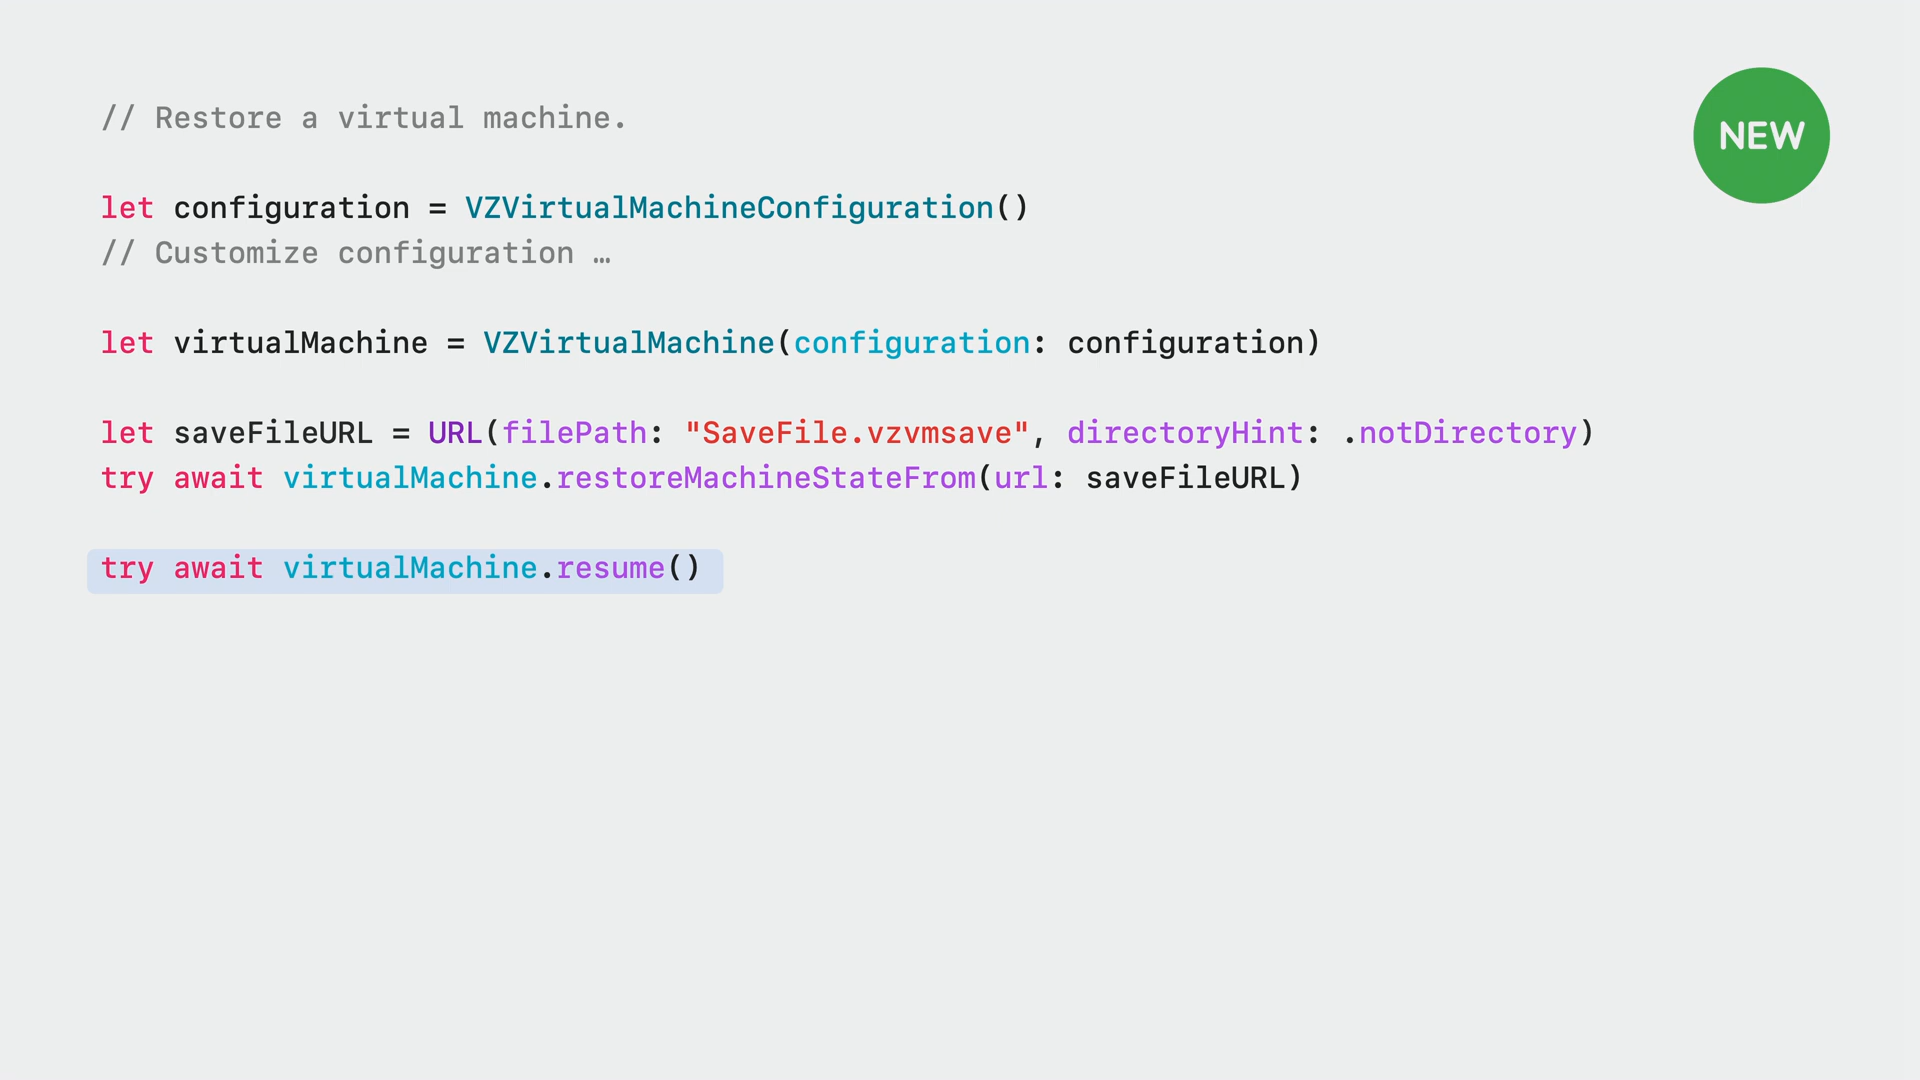 // Restore a virtual machine.
NEW
let configuration = VZVirtualMachineConfiguration()
// Customize configuration …
let virtualMachine = VZVirtualMachine(configuration: configuration)
let saveFileURL = URL(filePath: "SaveFile.vzvmsave", directoryHint: .notDirectory)
try await virtualMachine.restoreMachineStateFrom(url: saveFileURL)
try await virtualMachine.resume()